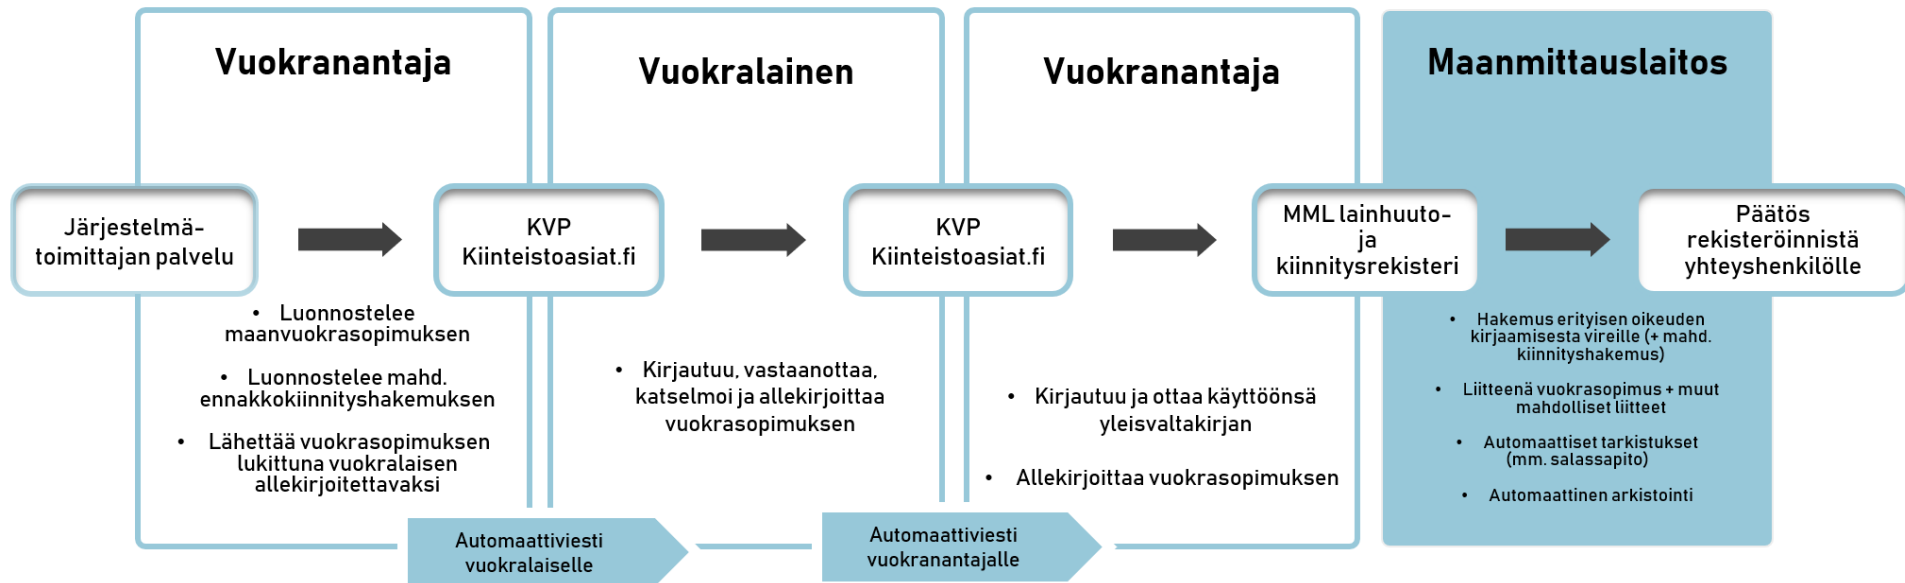 Vuokranantaja
Vuokralainen
Vuokranantaja
Maanmittauslaitos
Järjestelmä-
toimittajan palvelu
KVP
Kiinteistoasiat.fi
KVP
Kiinteistoasiat.fi
MML lainhuuto-
ja
kiinnitysrekisteri
Päätös
rekisteröinnistä
yhteyshenkilölle
• Luonnostelee
maanvuokrasopimuksen
• Luonnostelee mahd.
ennakkokiinnityshakemuksen
• Lähettää vuokrasopimuksen
lukittuna vuokralaisen
allekirjoitettavaksi
• Kirjautuu, vastaanottaa,
katselmoi ja allekirjoittaa
vuokrasopimuksen
• Kirjautuu ja ottaa käyttöönsä
yleisvaltakirjan
• Allekirjoittaa vuokrasopimuksen
• Hakemus erityisen oikeuden
kirjaamisesta vireille (+ mahd.
kiinnityshakemus)
• Liitteenä vuokrasopimus + muut
mahdolliset liitteet
• Automaattiset tarkistukset
(mm. salassapito)
• Automaattinen arkistointi
Automaattiviesti
vuokralaiselle
Automaattiviesti
vuokranantajalle